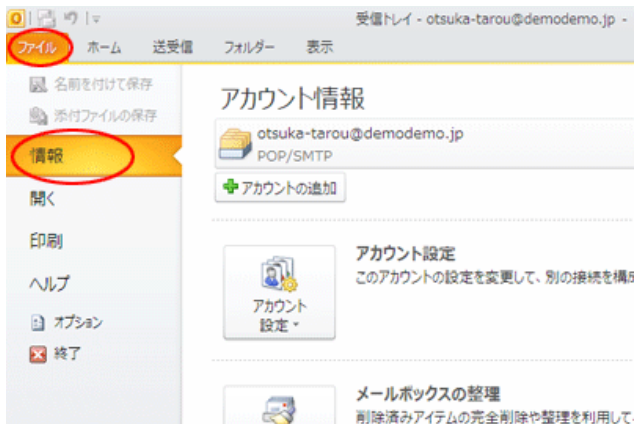 受信トレイ - otsuka-tarou@demodemo.jp -
ファイル ホーム 送受信 フォルダー 表示
名前を付けて保存
添付ファイルの保存
情報
開く
印刷
ヘルプ
オプション
終了
アカウント情報
otsuka-tarou@demodemo.jp
POP/SMTP
アカウントの追加
アカウント
設定
アカウント設定
このアカウントの設定を変更して、別の接続を構成
メールボックスの整理
削除済みアイテムの完全削除や整理を利用して、